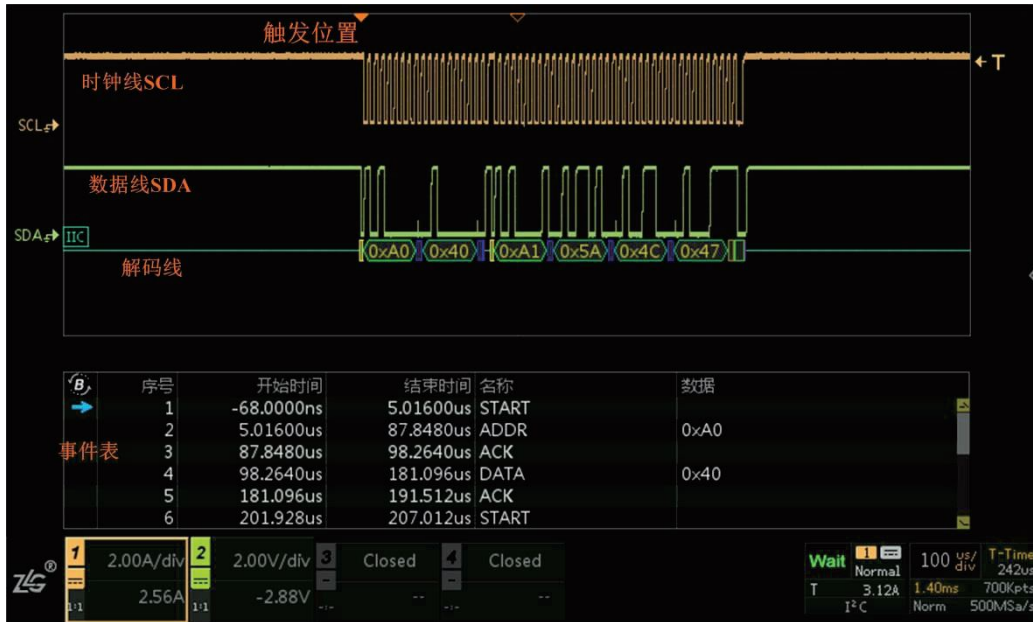 触发位置
T
时钟线SCL
SCL
数据线SDA
SDA
IIC
0xA0 0x40 0xA1 0x5A 0x4C 0x47
解码线
B 序号 开始时间 结束时间 名称 数据
1 -68.0000ns 5.01600us START
2 5.01600us 87.8480us ADDR 0xA0
事件表
3 87.8480us 98.2640us ACK
4 98.2640us 181.096us DATA 0x40
5 181.096us 191.512us ACK
6 201.928us 207.012us START
ZLG®
1 2.00A/div 2 2.00V/div 3 Closed 4 Closed
1:1 2.56A 1:1 -2.88V -:- -- -:- --
Wait 1 Normal 100 us/div T-Time 242us
T 3.12A 1.40ms 700Kpts
I²C Norm 500MSa/s